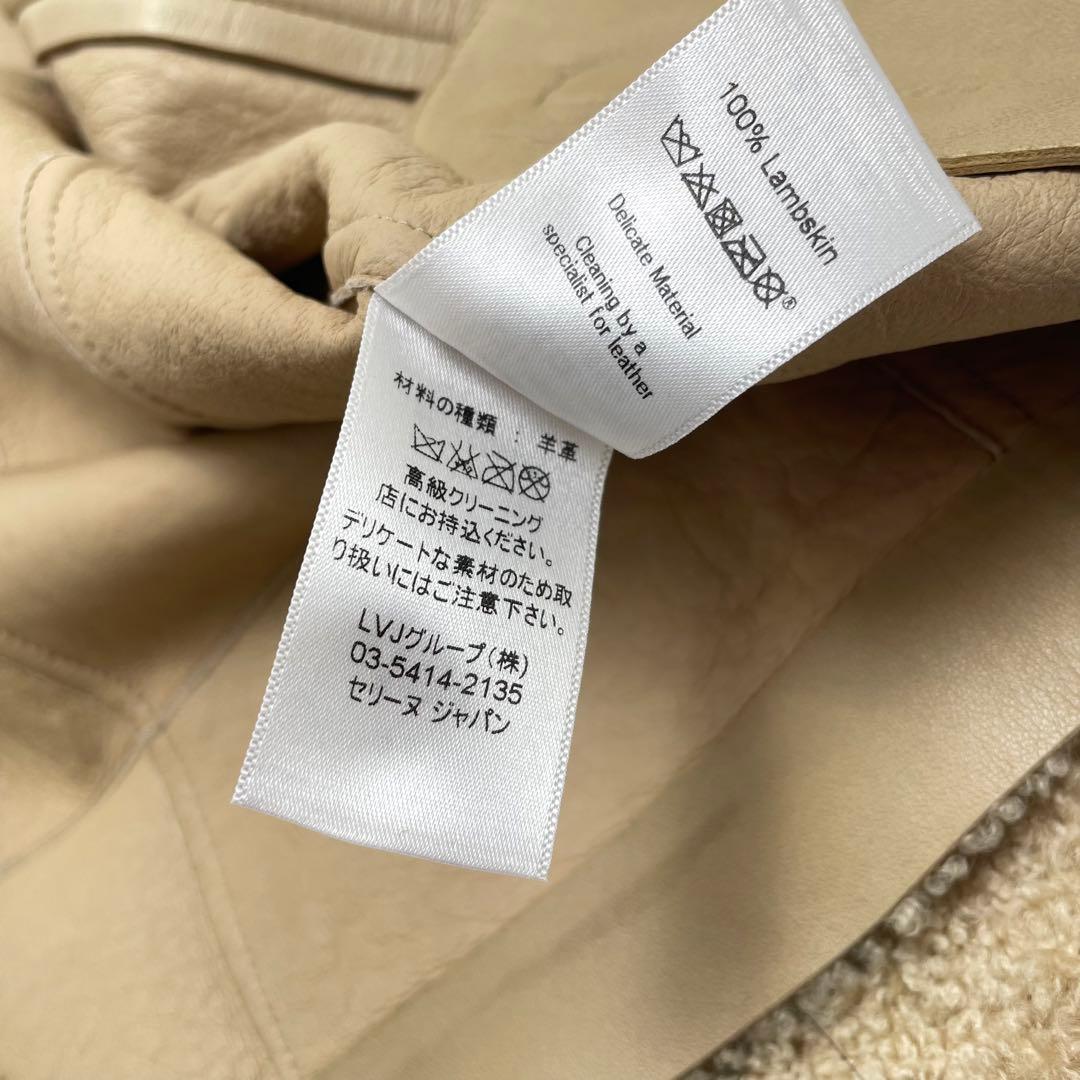 100% Lambskin
®
Delicate Material
Cleaning by a
specialist for leather
材料の種類 : 羊革
高級クリーニング
店にお持込ください。
デリケートな素材のため取
り扱いにはご注意下さい。
LVJグループ(株)
03-5414-2135
セリーヌ ジャパン